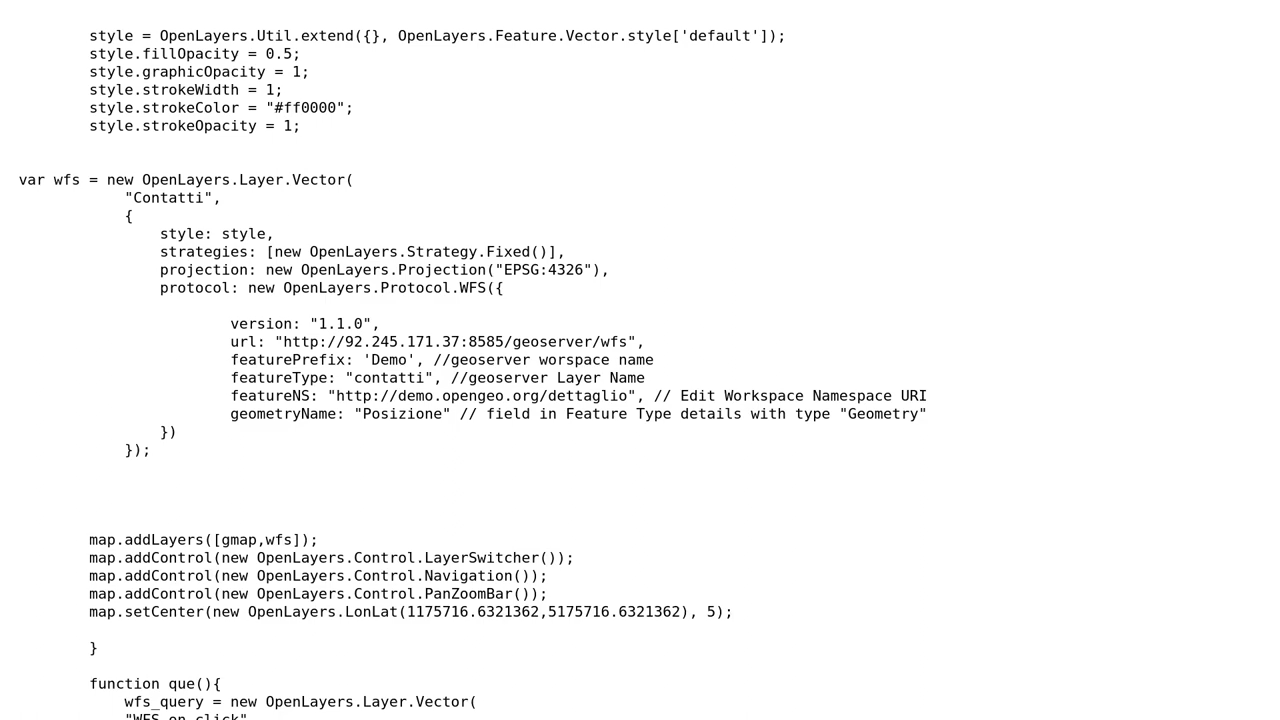 style = OpenLayers.Util.extend({}, OpenLayers.Feature.Vector.style['default']);
style.fillOpacity = 0.5;
style.graphicOpacity = 1;
style.strokeWidth = 1;
style.strokeColor = "#ff0000";
style.strokeOpacity = 1;
var wfs = new OpenLayers.Layer.Vector(
"Contatti",
{
style: style,
strategies: [new OpenLayers.Strategy.Fixed()],
projection: new OpenLayers.Projection("EPSG:4326"),
protocol: new OpenLayers.Protocol.WFS({
version: "1.1.0",
url: "http://92.245.171.37:8585/geoserver/wfs",
featurePrefix: 'Demo', //geoserver worspace name
featureType: "contatti", //geoserver Layer Name
featureNS: "http://demo.opengeo.org/dettaglio", // Edit Workspace Namespace URI
geometryName: "Posizione" // field in Feature Type details with type "Geometry"
})
});
map.addLayers([gmap,wfs]);
map.addControl(new OpenLayers.Control.LayerSwitcher());
map.addControl(new OpenLayers.Control.Navigation());
map.addControl(new OpenLayers.Control.PanZoomBar());
map.setCenter(new OpenLayers.LonLat(1175716.6321362,5175716.6321362), 5);
}
function que(){
wfs_query = new OpenLayers.Layer.Vector(
"WFS on click"